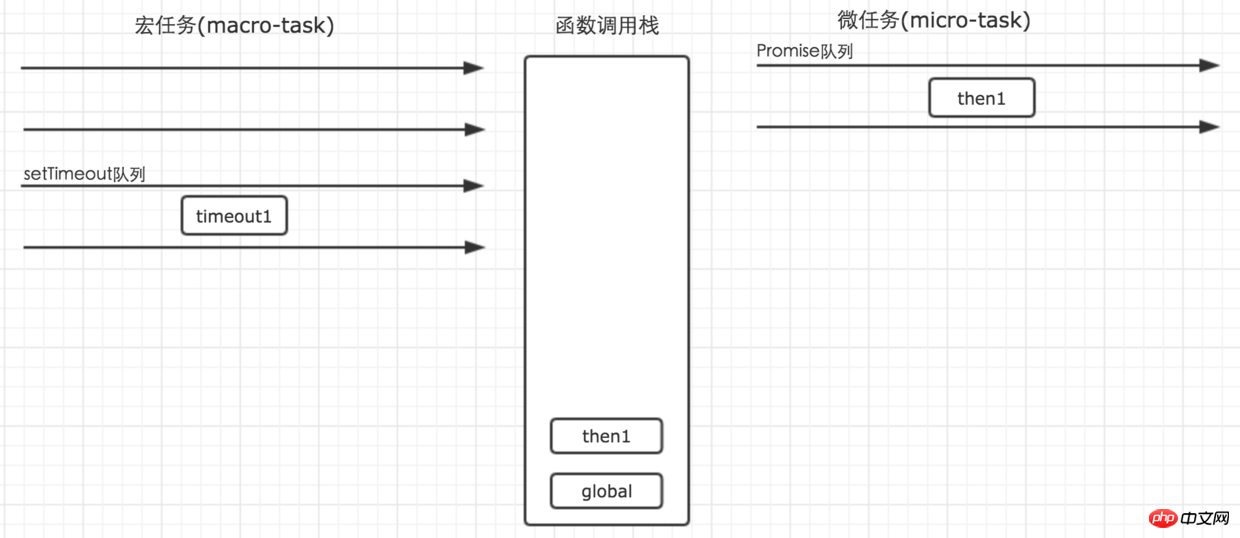 宏任务(macro-task)
函数调用栈
微任务(micro-task)
Promise队列
then1
setTimeout队列
timeout1
then1
global
php 中文网